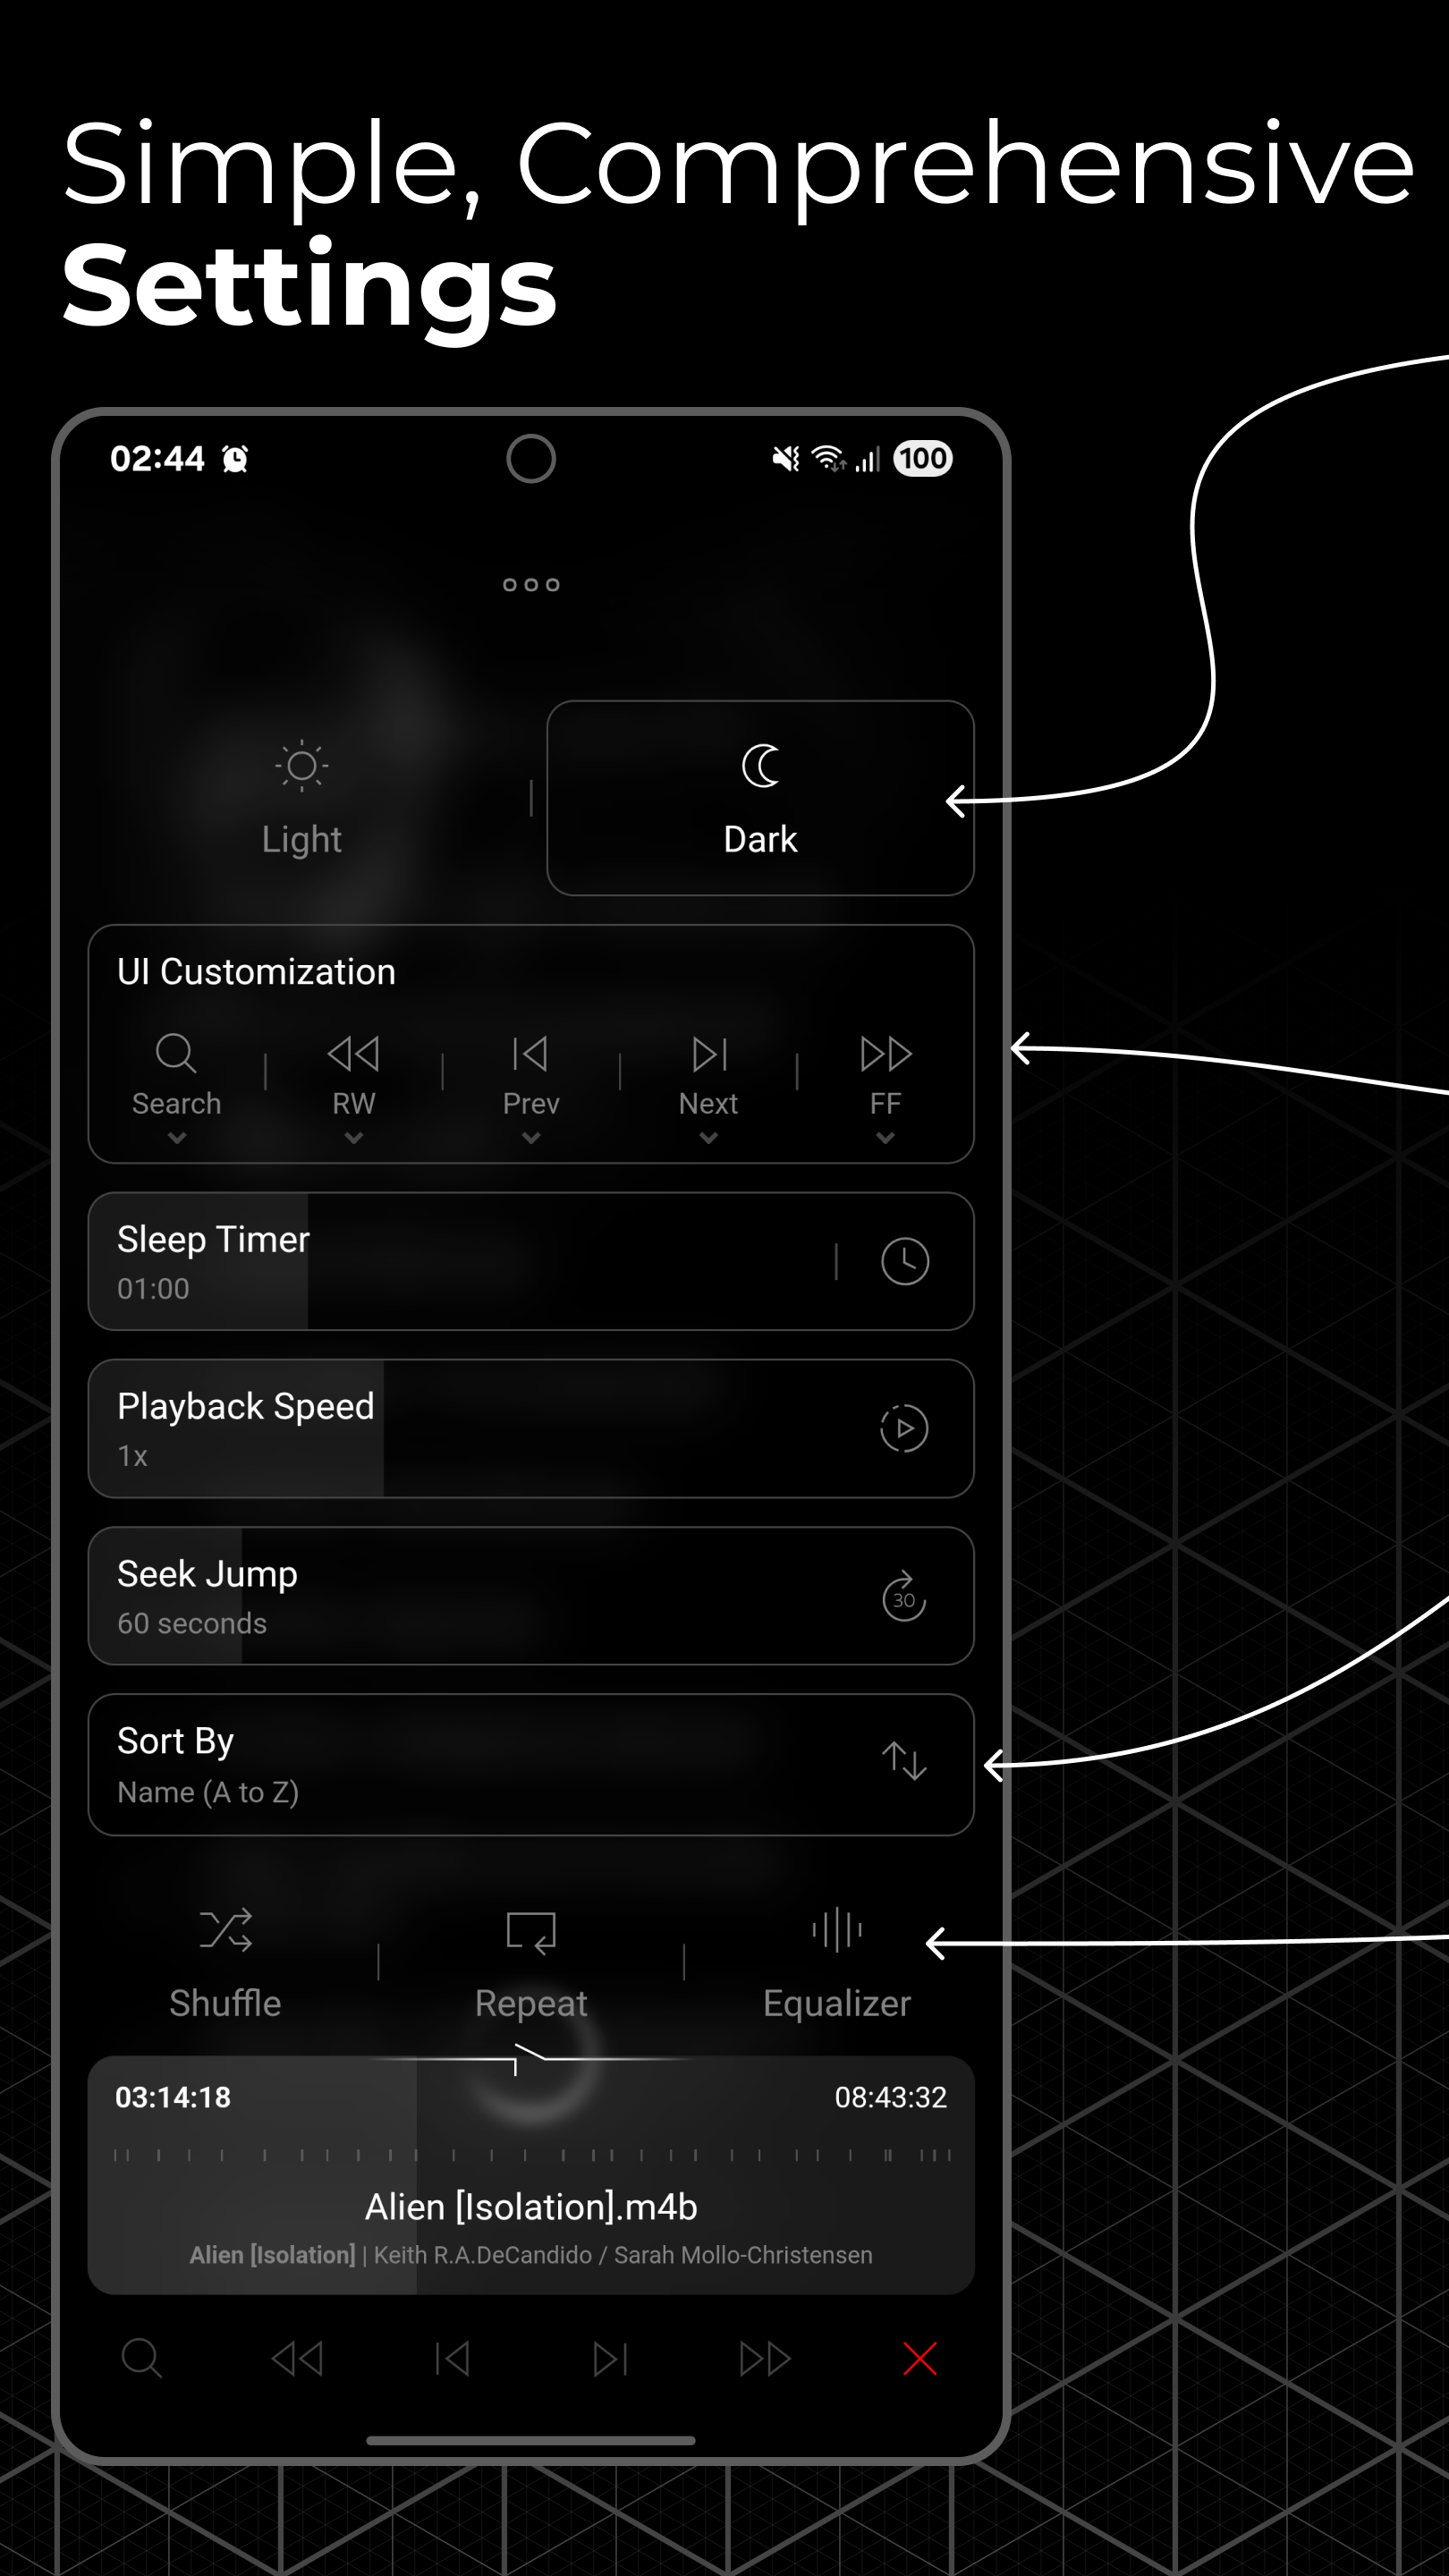 Simple, Comprehensive
Settings
02:44
100
Light
Dark
UI Customization
Search
RW
Prev
Next
FF
Sleep Timer
01:00
Playback Speed
1x
Seek Jump
60 seconds
30
Sort By
Name (A to Z)
Shuffle
Repeat
Equalizer
03:14:18
08:43:32
Alien [Isolation].m4b
Alien [Isolation] | Keith R.A.DeCandido / Sarah Mollo-Christensen